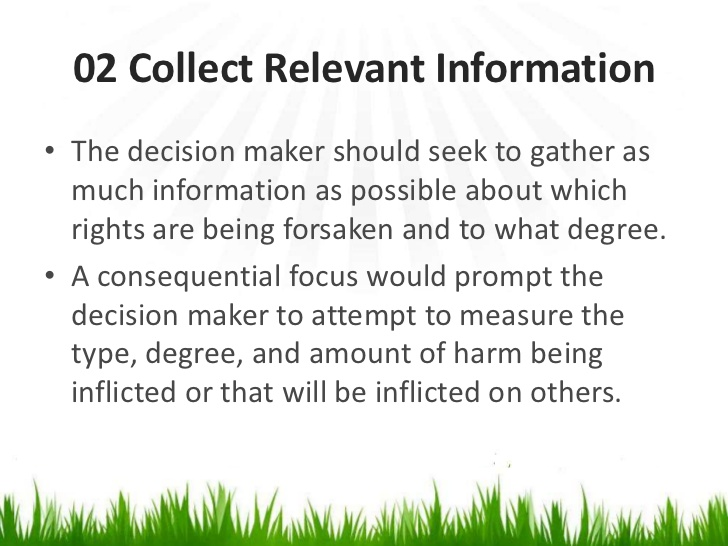 02 Collect Relevant Information
• The decision maker should seek to gather as
much information as possible about which
rights are being forsaken and to what degree.
• A consequential focus would prompt the
decision maker to attempt to measure the
type, degree, and amount of harm being
inflicted or that will be inflicted on others.